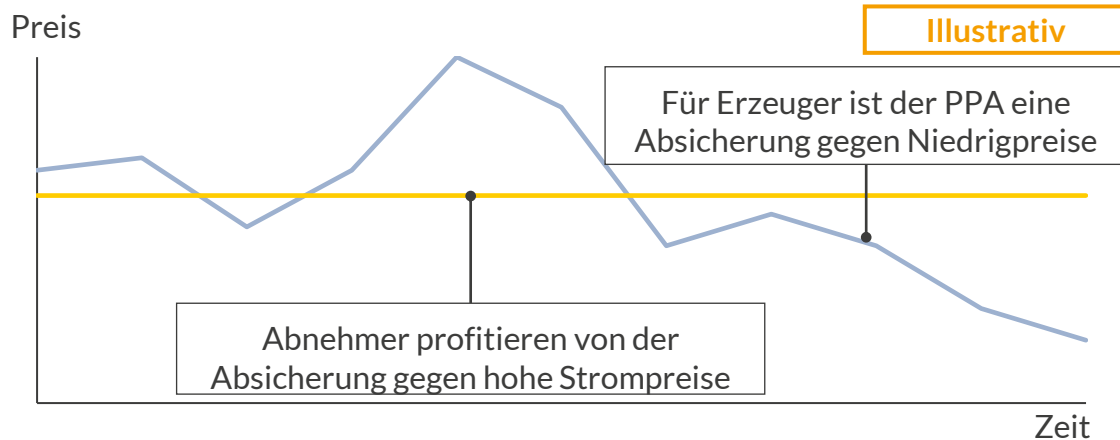 Preis
Illustrativ
Für Erzeuger ist der PPA eine
Absicherung gegen Niedrigpreise
Abnehmer profitieren von der
Absicherung gegen hohe Strompreise
Zeit